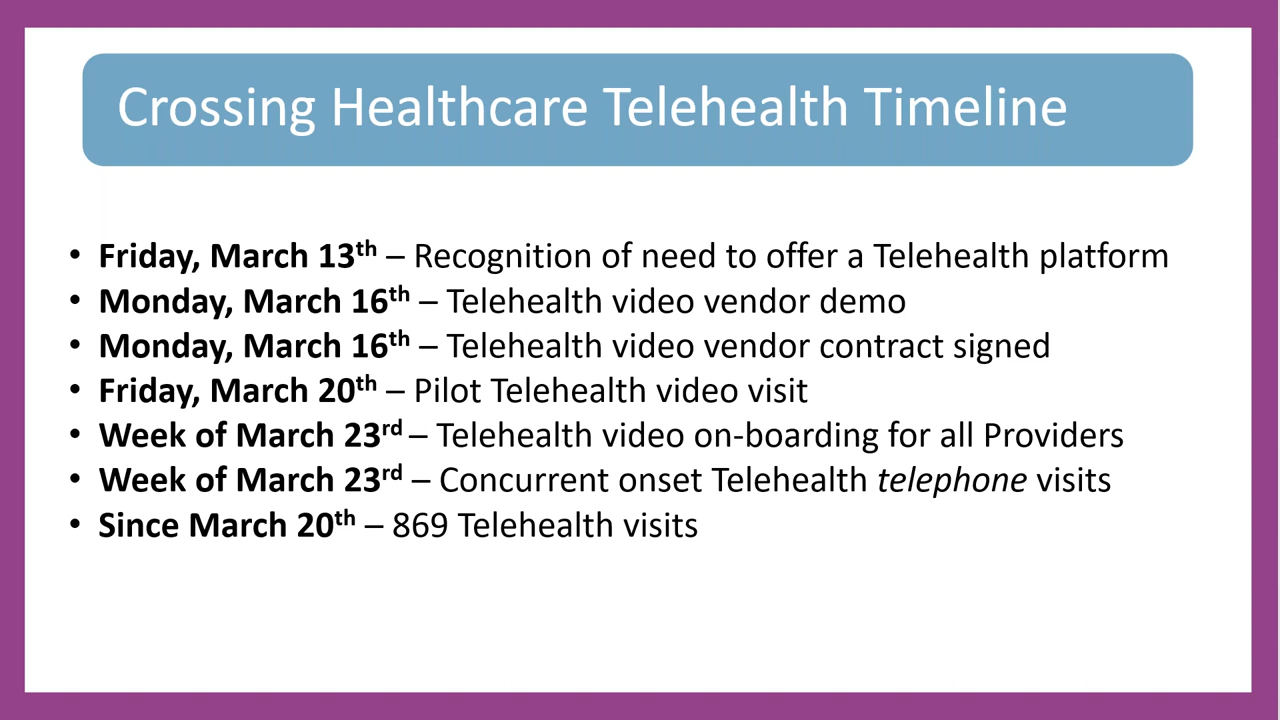 Crossing Healthcare Telehealth Timeline
• Friday, March 13th – Recognition of need to offer a Telehealth platform
• Monday, March 16th – Telehealth video vendor demo
• Monday, March 16th – Telehealth video vendor contract signed
• Friday, March 20th – Pilot Telehealth video visit
• Week of March 23rd – Telehealth video on-boarding for all Providers
• Week of March 23rd – Concurrent onset Telehealth telephone visits
• Since March 20th – 869 Telehealth visits